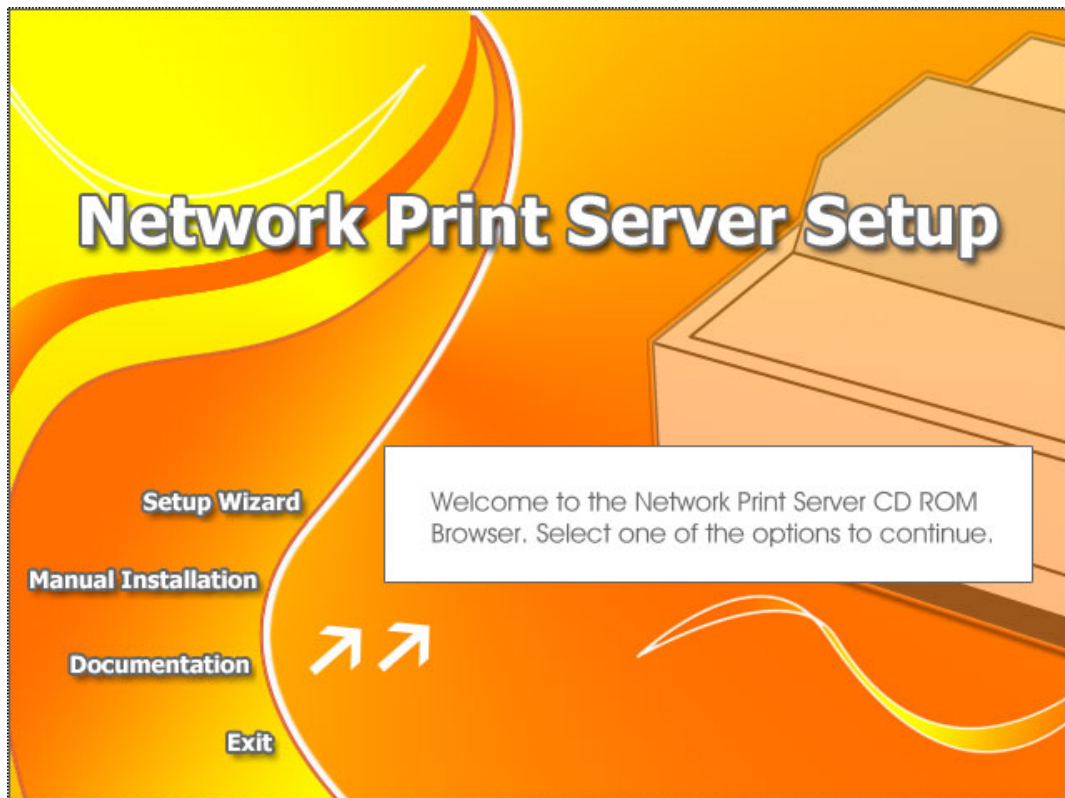 Network Print Server Setup
Setup Wizard
Welcome to the Network Print Server CD ROM
Browser. Select one of the options to continue.
Manual Installation
Documentation
Exit